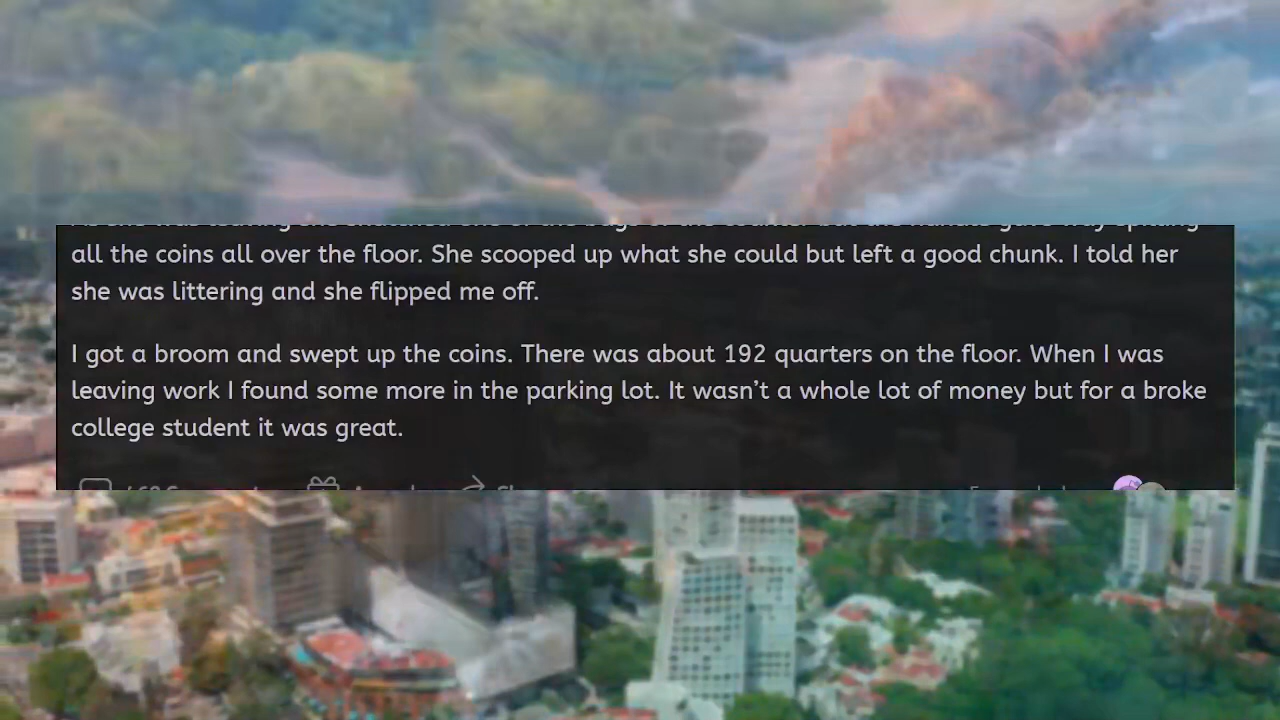 all the coins all over the floor. She scooped up what she could but left a good chunk. I told her
she was littering and she flipped me off.
I got a broom and swept up the coins. There was about 192 quarters on the floor. When I was
leaving work I found some more in the parking lot. It wasn’t a whole lot of money but for a broke
college student it was great.